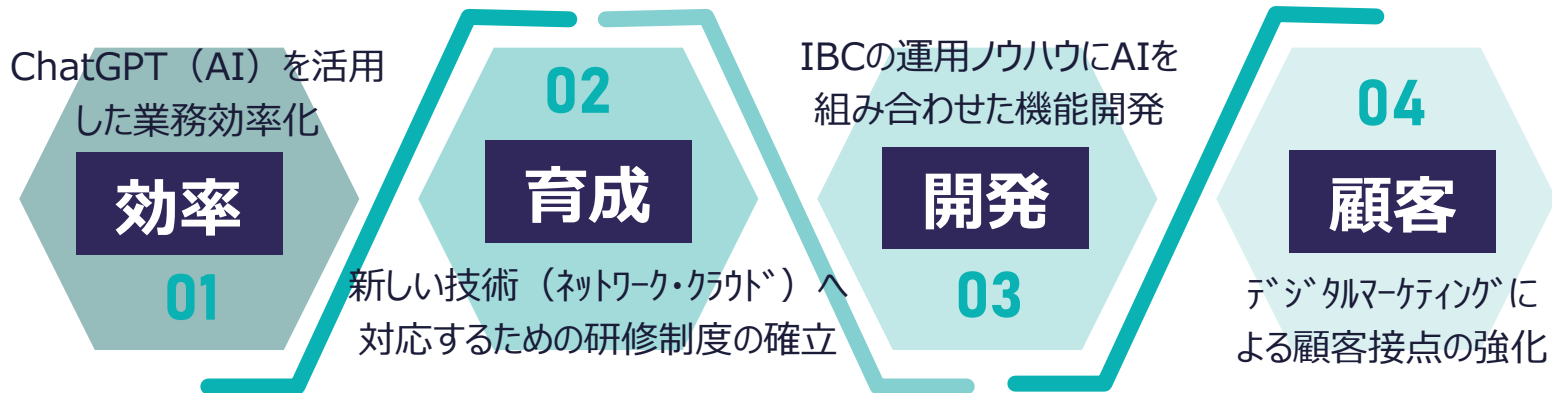 ChatGPT（AI）を活用
した業務効率化
効率
01
02
育成
新しい技術（ﾈｯﾄﾜｰｸ・ｸﾗｳﾄﾞ）へ
対応するための研修制度の確立
IBCの運用ノウハウにAIを
組み合わせた機能開発
開発
03
04
顧客
ﾃﾞｼﾞﾀﾙﾏｰｹﾃｨﾝｸﾞに
よる顧客接点の強化